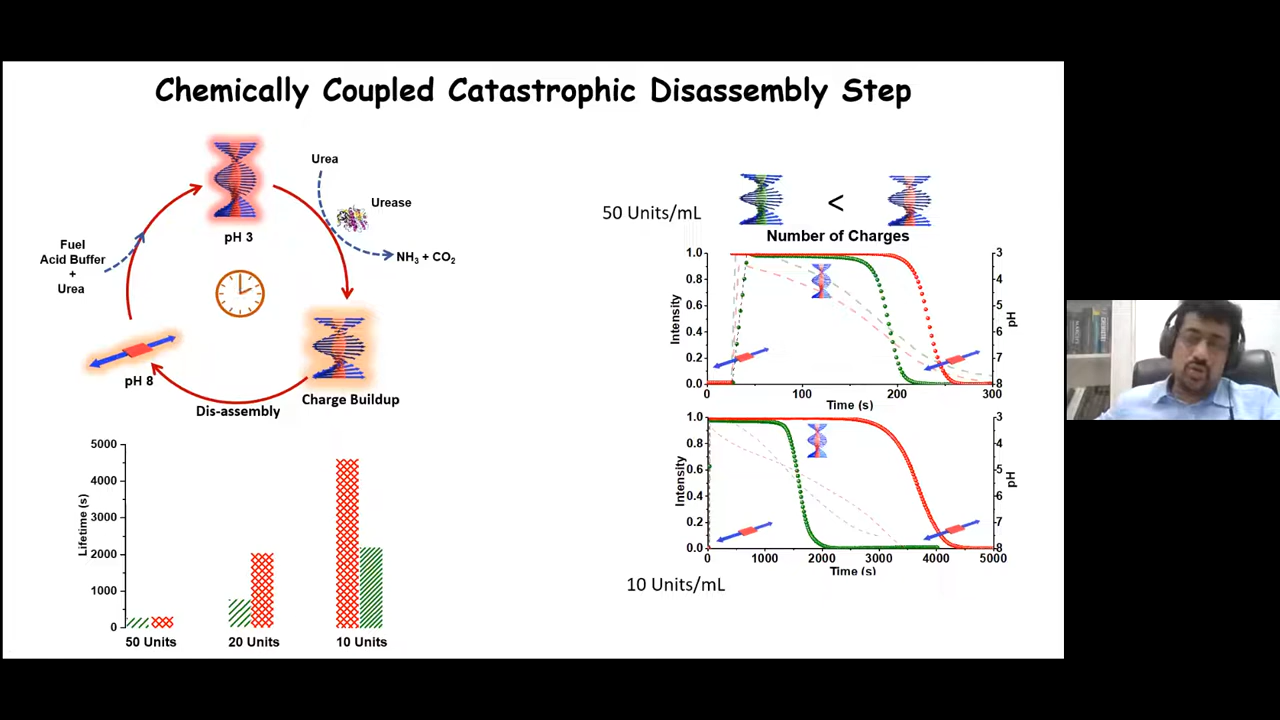 Chemically Coupled Catastrophic Disassembly Step
Urea
Urease
pH 3
Fuel
Acid Buffer
+
Urea
NH₃ + CO₂
pH 8
Dis-assembly
Charge Buildup
5000
4000
3000
2000
1000
0
Lifetime (s)
50 Units
20 Units
10 Units
50 Units/mL
<
Number of Charges
1.0
0.8
0.6
0.4
0.2
0.0
Intensity
3
4
5
6
7
8
pH
0
100
200
300
Time (s)
1.0
0.8
0.6
0.4
0.2
0.0
Intensity
3
4
5
6
7
8
pH
0
1000
2000
3000
4000
5000
Time (s)
10 Units/mL